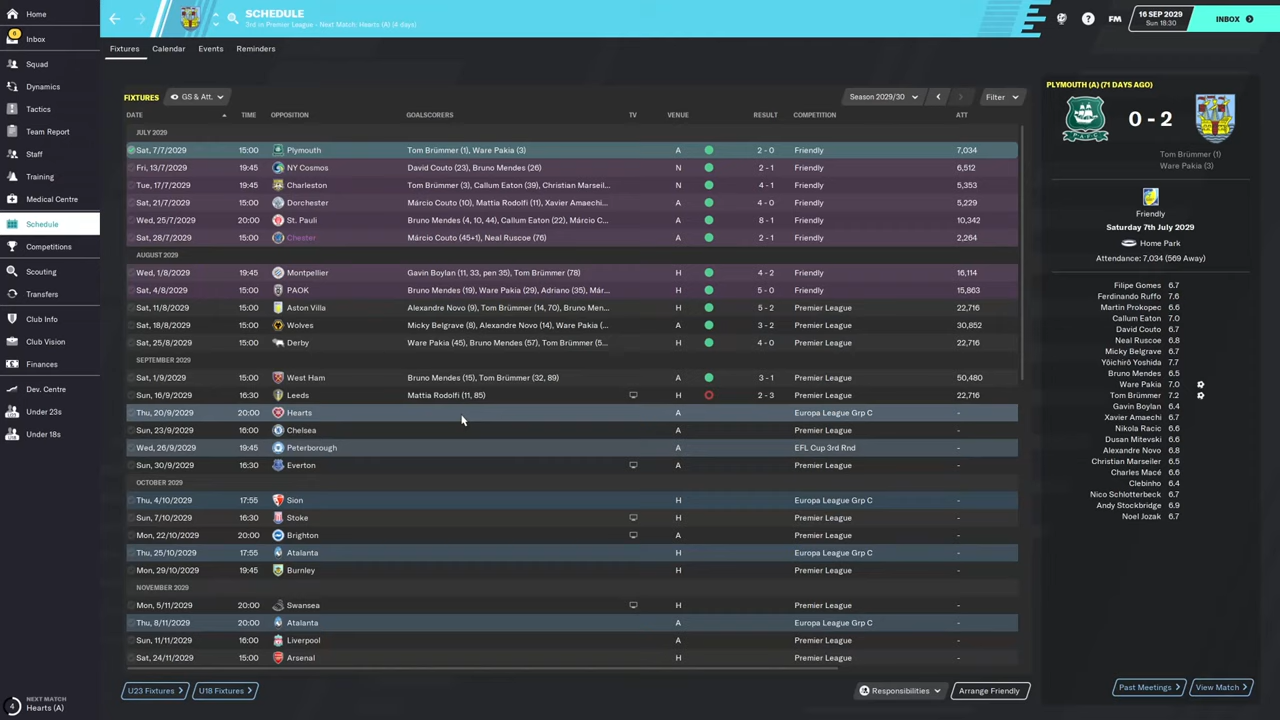 Home
6
Inbox
Squad
Dynamics
Tactics
Team Report
Staff
Training
Medical Centre
Schedule
Competitions
Scouting
Transfers
Club Info
Club Vision
Finances
Dev. Centre
Under 23s
Under 18s
4
NEXT MATCH
Hearts (A)
SCHEDULE
3rd in Premier League - Next Match: Hearts (A) (4 days)
FM
16 SEP 2029
Sun 18:30
INBOX
Fixtures Calendar Events Reminders
FIXTURES GS & Att. Season 2029/30 Filter
DATE TIME OPPOSITION GOALSCORERS TV VENUE RESULT COMPETITION ATT
JULY 2029
Sat, 7/7/2029 15:00 Plymouth Tom Brümmer (1), Ware Pakia (3) A 2 - 0 Friendly 7,034
Fri, 13/7/2029 19:45 NY Cosmos David Couto (23), Bruno Mendes (26) N 2 - 0 Friendly 6,512
Tue, 17/7/2029 19:45 Charleston Tom Brümmer (3), Callum Eaton (39), Christian Marseil... N 4 - 1 Friendly 5,353
Sat, 21/7/2029 15:00 Dorchester Márcio Couto (10), Mattia Rodolfi (11), Xavier Amaechi... A 4 - 0 Friendly 5,229
Wed, 25/7/2029 20:00 St. Pauli Bruno Mendes (4, 10, 44), Callum Eaton (22), Márcio C... A 8 - 1 Friendly 10,342
Sat, 28/7/2029 15:00 Chester Márcio Couto (45+1), Neal Ruscoe (76) A 2 - 1 Friendly 2,264
AUGUST 2029
Wed, 1/8/2029 19:45 Montpellier Gavin Boylan (11, 33, pen 35), Tom Brümmer (78) H 4 - 2 Friendly 16,114
Sat, 4/8/2029 15:00 PAOK Bruno Mendes (19), Ware Pakia (29), Adriano (35), Már... H 5 - 0 Friendly 15,863
Sat, 11/8/2029 15:00 Aston Villa Alexandre Novo (9), Tom Brümmer (14, 70), Bruno Men... H 5 - 2 Premier League 22,716
Sat, 18/8/2029 15:00 Wolves Micky Belgrave (8), Alexandre Novo (14), Ware Pakia (... A 3 - 2 Premier League 30,852
Sat, 25/8/2029 15:00 Derby Ware Pakia (45), Bruno Mendes (57), Tom Brümmer (5... H 4 - 0 Premier League 22,716
SEPTEMBER 2029
Sat, 1/9/2029 15:00 West Ham Bruno Mendes (15), Tom Brümmer (32, 89) A 3 - 1 Premier League 50,480
Sun, 16/9/2029 16:30 Leeds Mattia Rodolfi (11, 85) H 2 - 3 Premier League 22,716
Thu, 20/9/2029 20:00 Hearts A Europa League Grp C -
Sun, 23/9/2029 16:00 Chelsea A Premier League -
Wed, 26/9/2029 19:45 Peterborough A EFL Cup 3rd Rnd -
Sun, 30/9/2029 16:30 Everton A Premier League -
OCTOBER 2029
Thu, 4/10/2029 17:55 Sion H Europa League Grp C -
Sun, 7/10/2029 16:30 Stoke H Premier League -
Mon, 22/10/2029 20:00 Brighton A Premier League -
Thu, 25/10/2029 17:55 Atalanta H Europa League Grp C -
Mon, 29/10/2029 19:45 Burnley H Premier League -
NOVEMBER 2029
Mon, 5/11/2029 20:00 Swansea H Premier League -
Thu, 8/11/2029 20:00 Atalanta A Europa League Grp C -
Sun, 11/11/2029 16:00 Liverpool A Premier League -
Sat, 24/11/2029 15:00 Arsenal H Premier League -
U23 Fixtures U18 Fixtures Responsibilities Arrange Friendly
PLYMOUTH (A) (71 DAYS AGO)
0 - 2
Tom Brümmer (1)
Ware Pakia (3)
Friendly
Saturday 7th July 2029
Home Park
Attendance: 7,034 (569 Away)
Filipe Gomes 6.7
Ferdinando Ruffo 7.6
Martin Prokopec 6.6
Callum Eaton 7.0
David Couto 6.7
Neal Ruscoe 6.8
Micky Belgrave 6.7
Yōichirō Yoshida 7.7
Bruno Mendes 6.5
Ware Pakia 7.0
Tom Brümmer 7.2
Gavin Boylan 6.4
Xavier Amaechi 6.7
Nikola Racic 6.6
Dusan Mitevski 6.6
Alexandre Novo 6.8
Christian Marseiler 6.5
Charles Macé 6.6
Clebinho 6.4
Nico Schlotterbeck 6.7
Andy Stockbridge 6.9
Noel Jozak 6.7
Past Meetings View Match